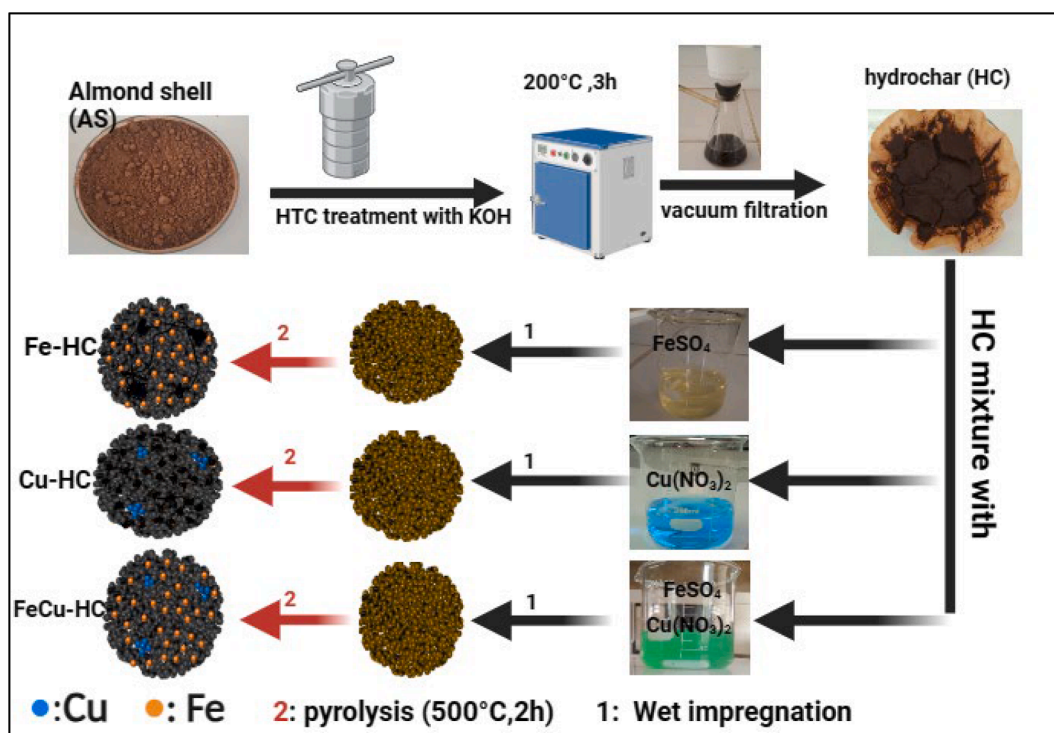 Almond shell
(AS)
HTC treatment with KOH
200°C ,3h
vacuum filtration
hydrochar (HC)
HC mixture with
Fe-HC
2
1
FeSO₄
Cu-HC
2
1
Cu(NO₃)₂
FeCu-HC
2
1
FeSO₄
Cu(NO₃)₂
:Cu
: Fe
2: pyrolysis (500°C,2h)
1: Wet impregnation